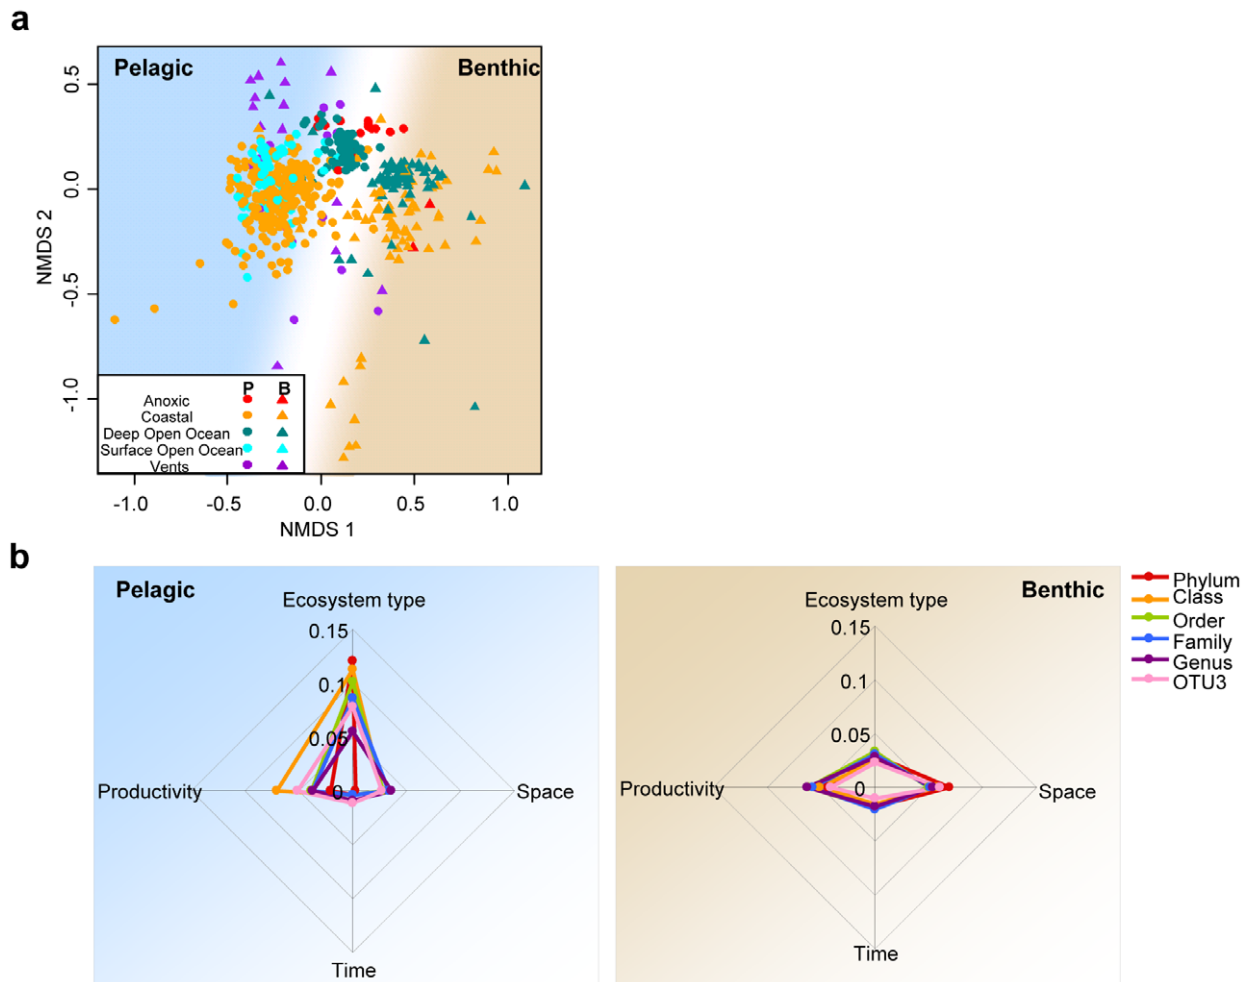 a
Pelagic
Benthic
NMDS 2
0.5
0.0
-0.5
-1.0
P B
Anoxic
Coastal
Deep Open Ocean
Surface Open Ocean
Vents
-1.0 -0.5 0.0 0.5 1.0
NMDS 1
b
Pelagic
Ecosystem type
0.15
0.1
0.05
0
Productivity
Space
Time
Benthic
Ecosystem type
0.15
0.1
0.05
0
Productivity
Space
Time
Phylum
Class
Order
Family
Genus
OTU3